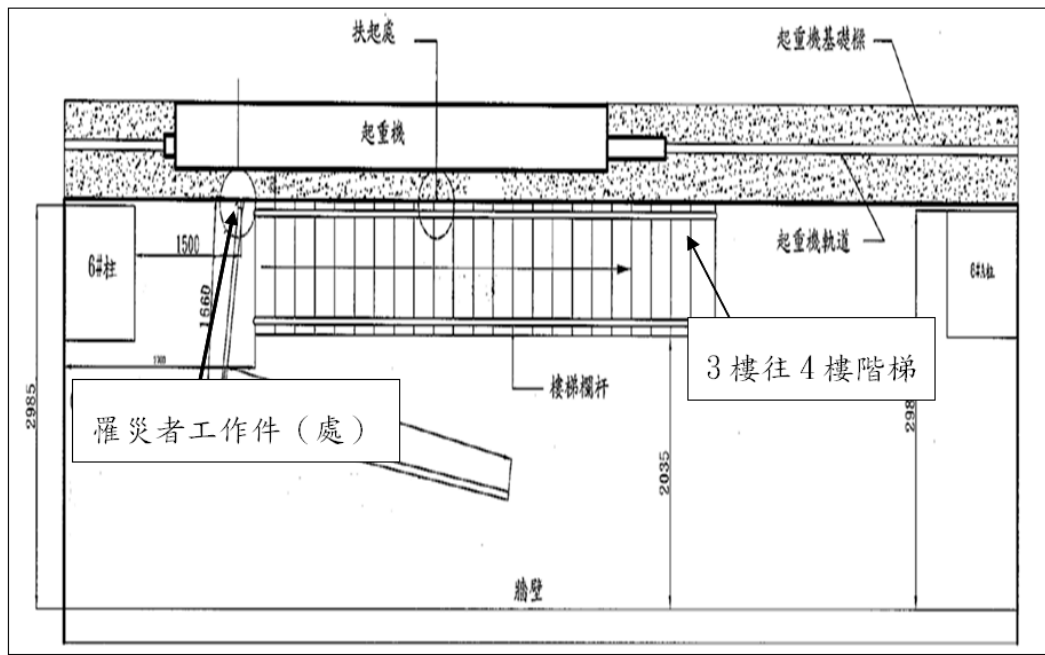 扶起處
起重機基礎樑
起重機
1500
6#柱
1660
起重機軌道
3樓往4樓階梯
樓梯欄杆
罹災者工作件（處）
2985
2035
牆壁